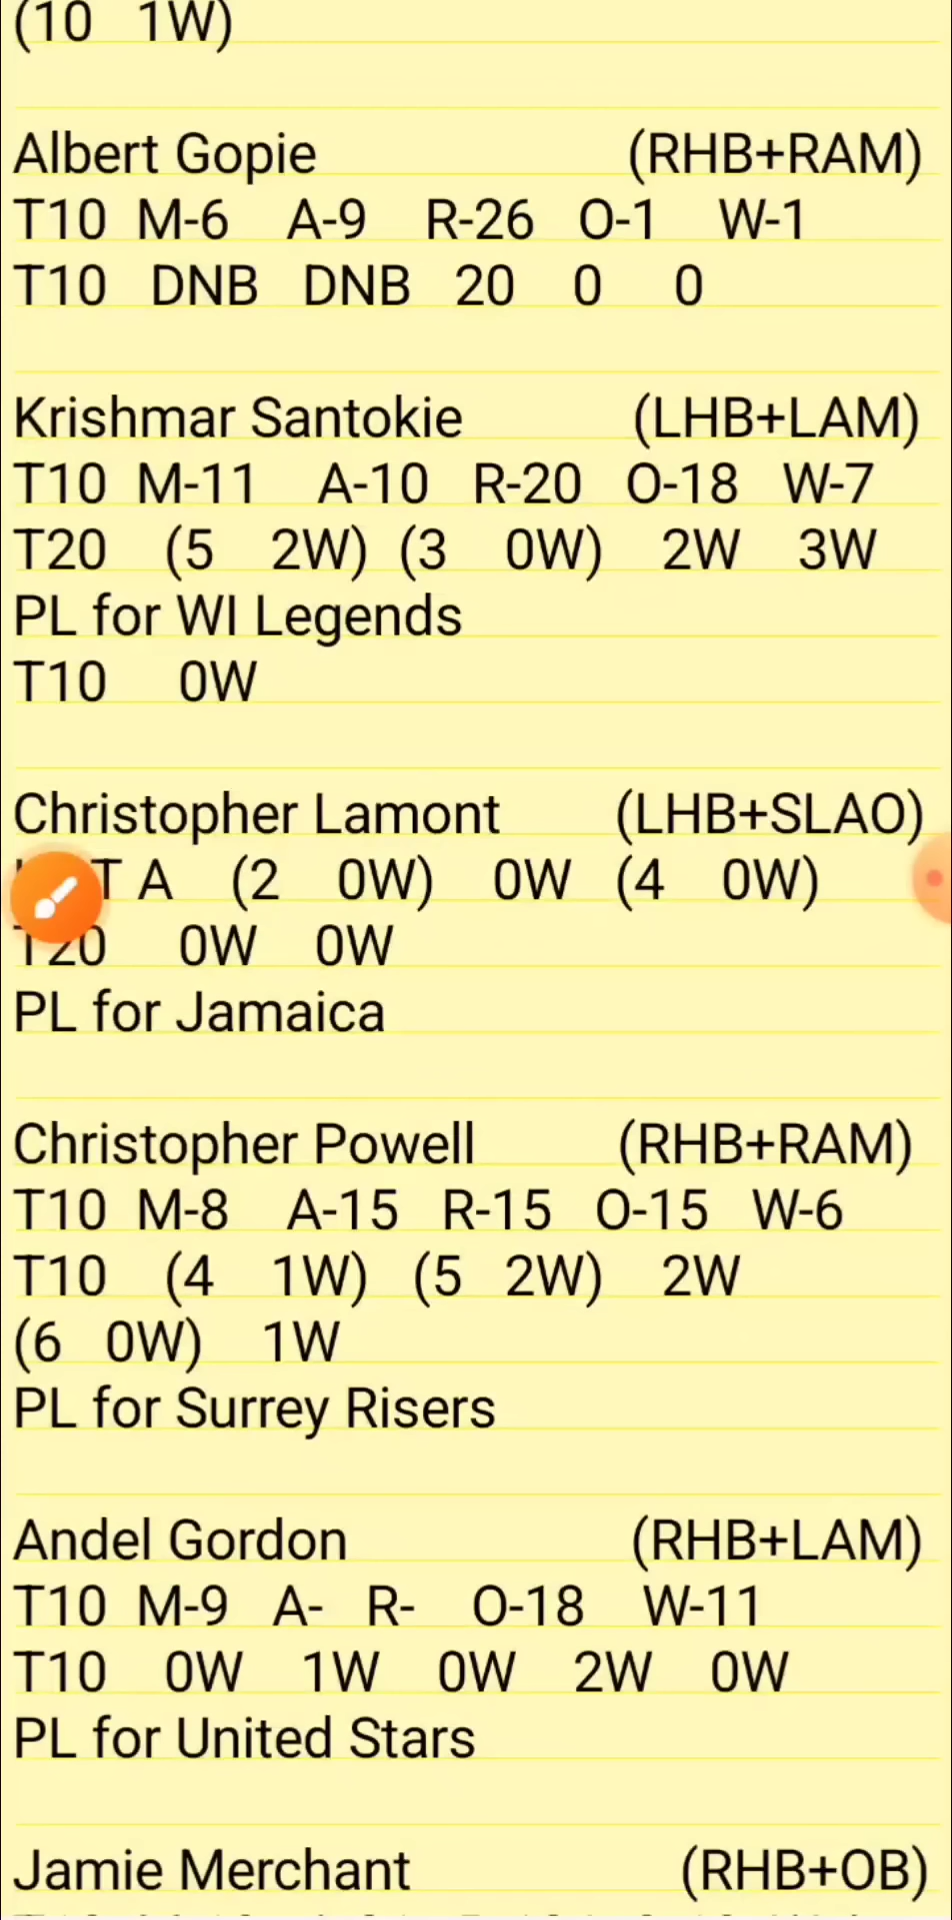 (10 1W)
Albert Gopie (RHB+RAM)
T10 M-6 A-9 R-26 O-1 W-1
T10 DNB DNB 20 0 0
Krishmar Santokie (LHB+LAM)
T10 M-11 A-10 R-20 O-18 W-7
T20 (5 2W) (3 0W) 2W 3W
PL for WI Legends
T10 0W
Christopher Lamont (LHB+SLAO)
T A (2 0W) 0W (4 0W)
T20 0W 0W
PL for Jamaica
Christopher Powell (RHB+RAM)
T10 M-8 A-15 R-15 O-15 W-6
T10 (4 1W) (5 2W) 2W
(6 0W) 1W
PL for Surrey Risers
Andel Gordon (RHB+LAM)
T10 M-9 A- R- O-18 W-11
T10 0W 1W 0W 2W 0W
PL for United Stars
Jamie Merchant (RHB+OB)